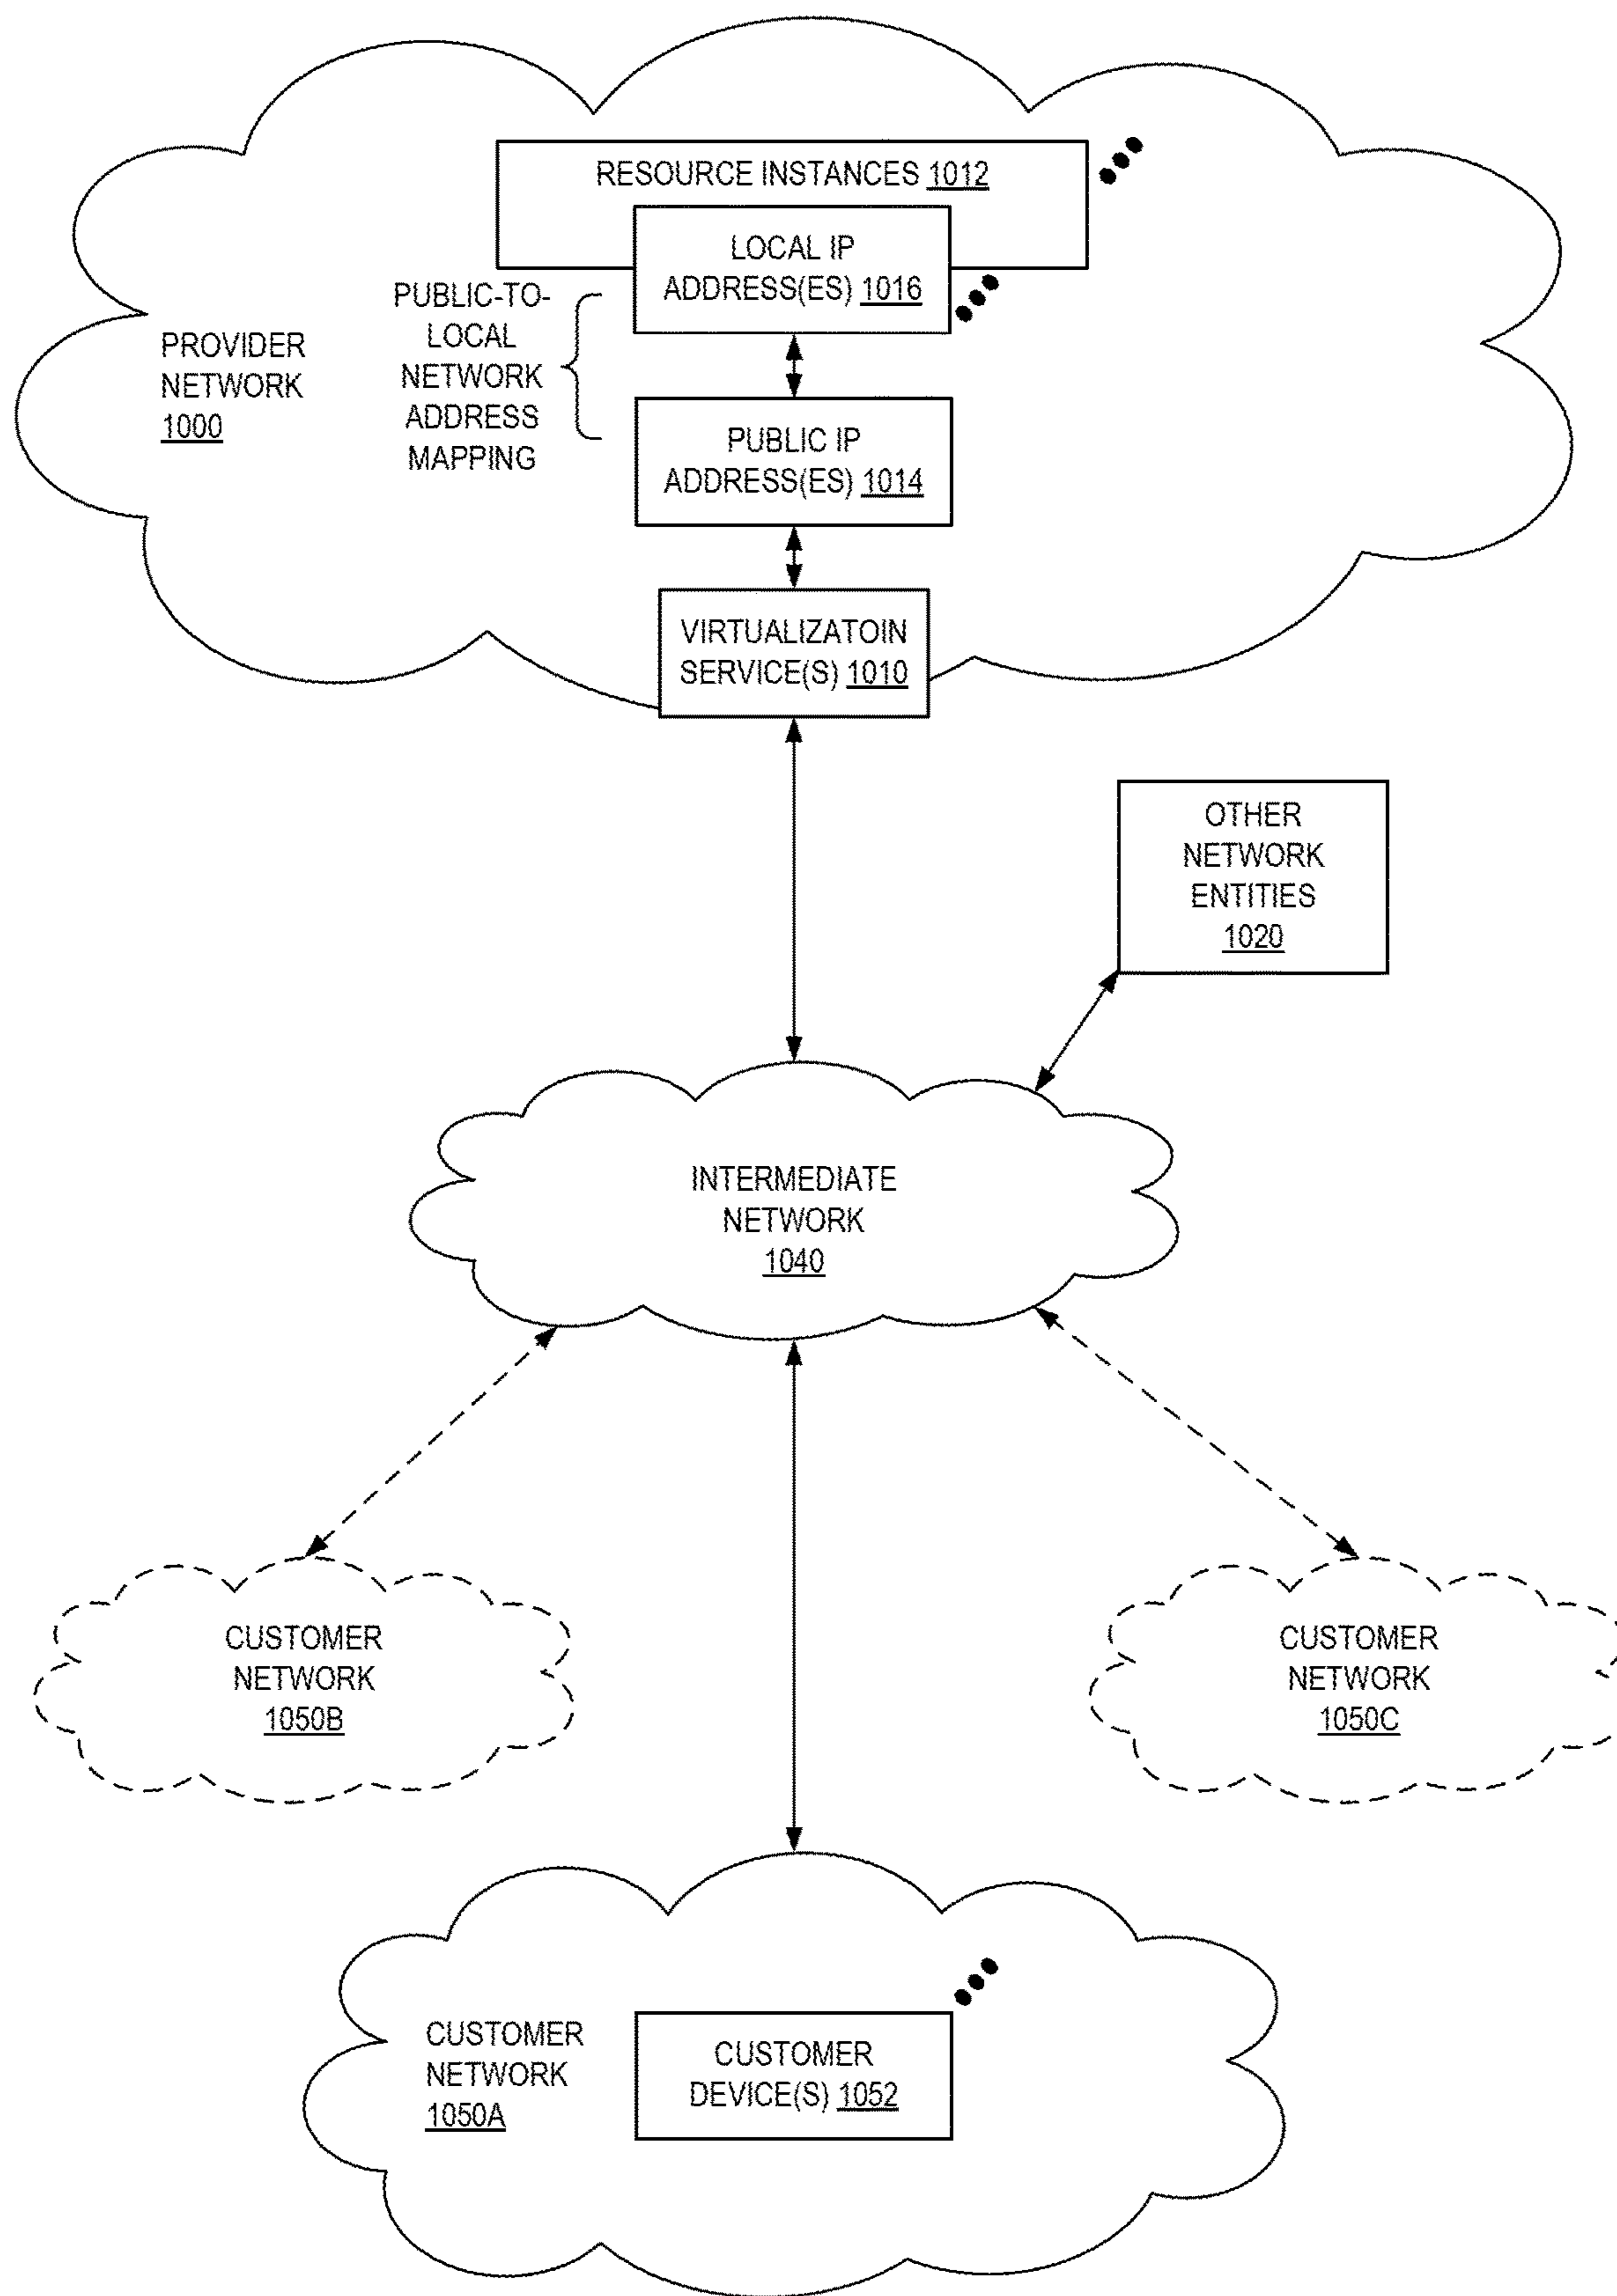 RESOURCE INSTANCES 1012
LOCAL IP
ADDRESS(ES) 1016
PUBLIC-TO-
LOCAL
NETWORK
ADDRESS
MAPPING
PROVIDER
NETWORK
1000
PUBLIC IP
ADDRESS(ES) 1014
VIRTUALIZATOIN
SERVICE(S) 1010
OTHER
NETWORK
ENTITIES
1020
INTERMEDIATE
NETWORK
1040
CUSTOMER
NETWORK
1050B
CUSTOMER
NETWORK
1050C
CUSTOMER
NETWORK
1050A
CUSTOMER
DEVICE(S) 1052